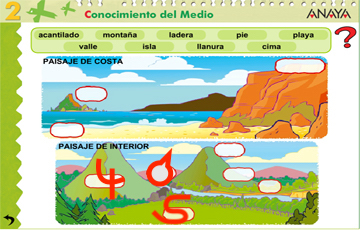 2
Conocimiento del Medio
ANAYA
acantilado montaña ladera pie playa
valle isla llanura cima
?
PAISAJE DE COSTA
PAISAJE DE INTERIOR
4 6
5